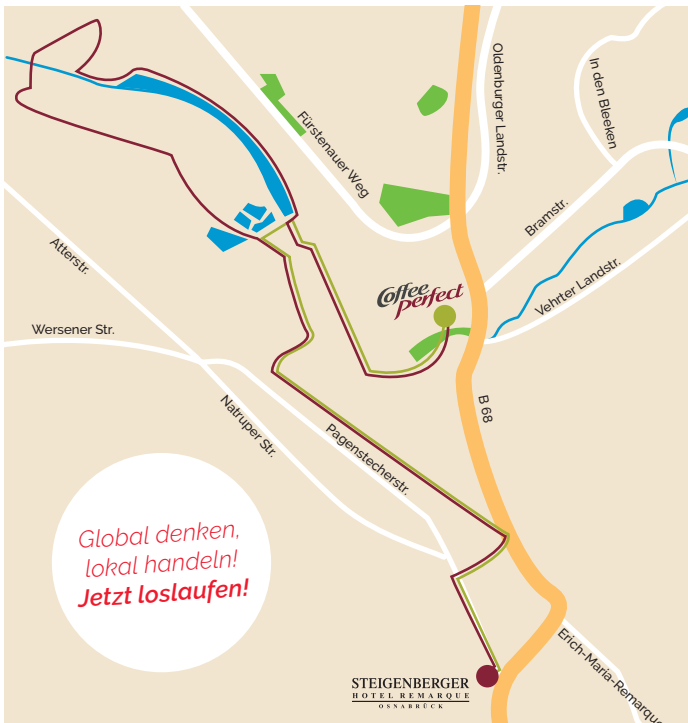 Oldenburger Landstr.
In den Bleeken
Fürstenauer Weg
Bramstr.
Atterstr.
Coffee
perfect
Vehrter Landstr.
Wersener Str.
B 68
Natruper Str.
Pagenstecherstr.
Global denken,
lokal handeln!
Jetzt loslaufen!
Erich-Maria-Remarque
STEIGENBERGER
HOTEL REMARQUE
OSNABRÜCK